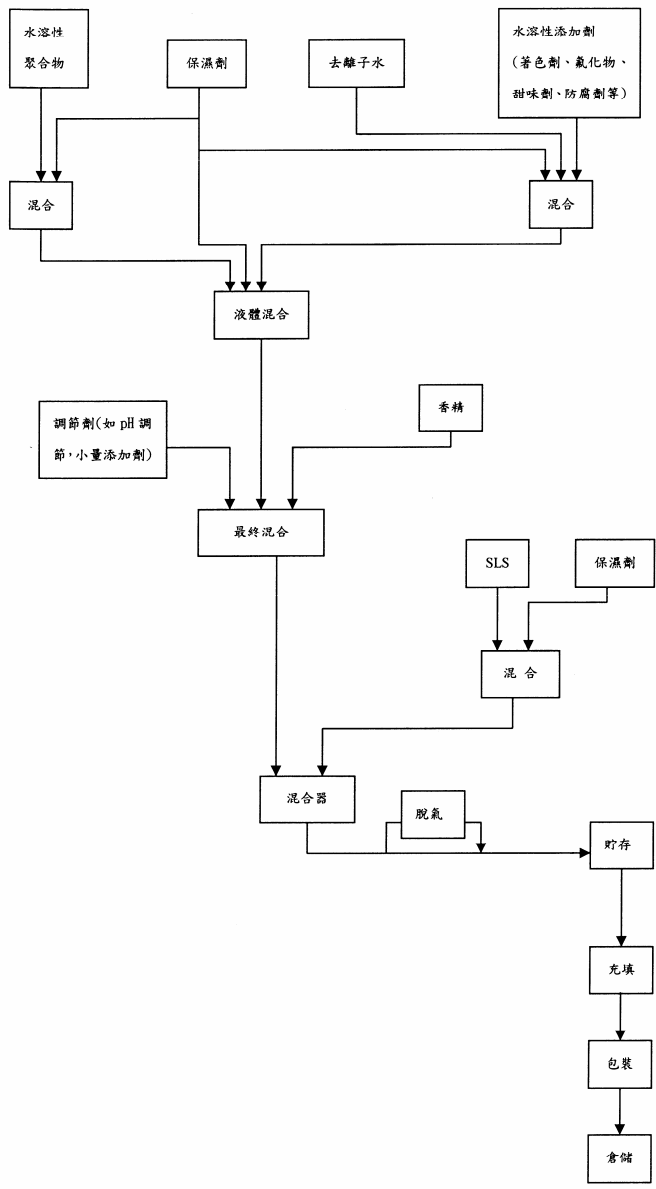 水溶性
聚合物
保濕劑
去離子水
水溶性添加劑
(著色劑、氟化物、
甜味劑、防腐劑等)
混合
混合
液體混合
調節劑(如 pH 調
節，小量添加劑)
香精
最終混合
SLS
保濕劑
混 合
混合器
脫氣
貯存
充填
包裝
倉儲